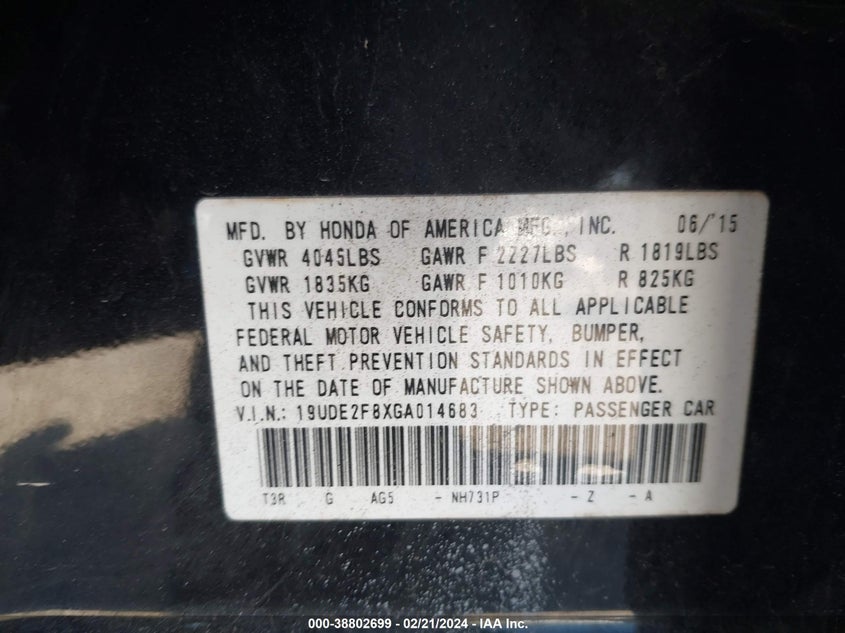 MFD. BY HONDA OF AMERICA MFG., INC. 06/'15
GVWR 4045LBS GAWR F 2227LBS R 1819LBS
GVWR 1835KG GAWR F 1010KG R 825KG
THIS VEHICLE CONFORMS TO ALL APPLICABLE
FEDERAL MOTOR VEHICLE SAFETY, BUMPER,
AND THEFT PREVENTION STANDARDS IN EFFECT
ON THE DATE OF MANUFACTURE SHOWN ABOVE.
V.I.N.: 19UDE2F8XGA014683 TYPE: PASSENGER CAR
T3R G AG5 - NH731P - Z - A
000-38802699 / 02/21/2024 - IAA Inc.